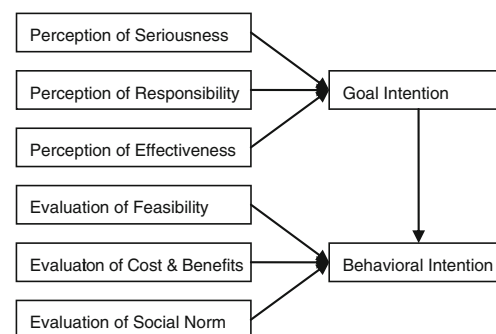 Perception of Seriousness
Perception of Responsibility
Goal Intention
Perception of Effectiveness
Evaluation of Feasibility
Evaluaton of Cost & Benefits
Behavioral Intention
Evaluation of Social Norm